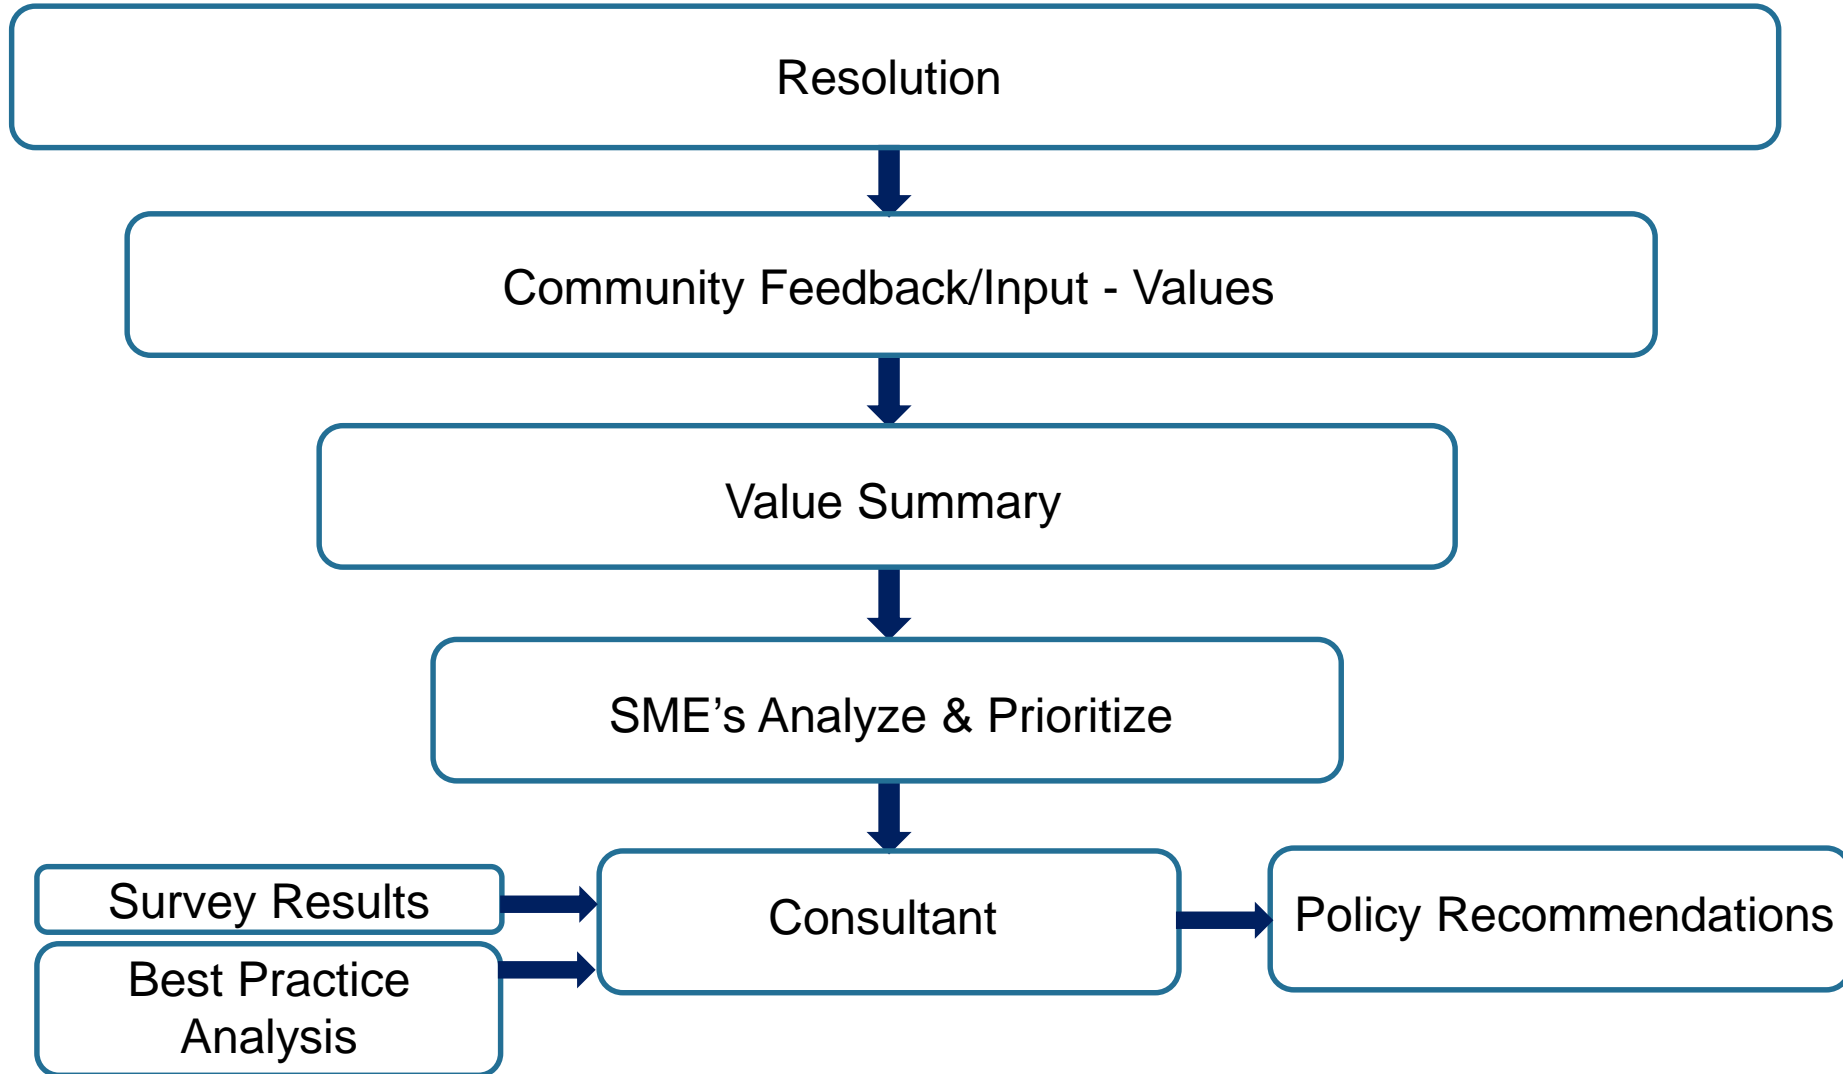 Resolution
Community Feedback/Input - Values
Value Summary
SME’s Analyze & Prioritize
Survey Results
Best Practice
Analysis
Consultant
Policy Recommendations